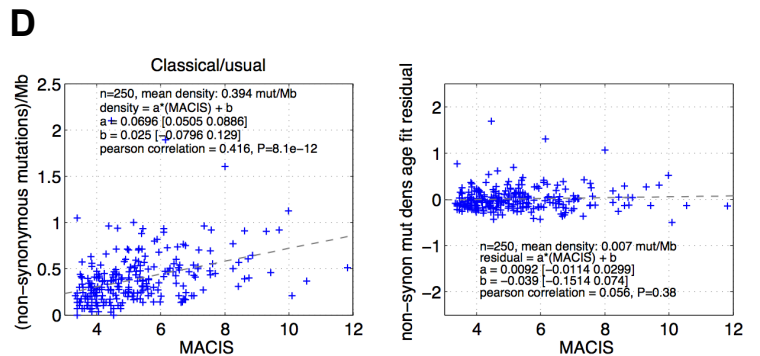 D
Classical/usual
(non−synonymous mutations)/Mb
2.5
2
1.5
1
0.5
0
n=250, mean density: 0.394 mut/Mb
density = a*(MACIS) + b
a = 0.0696 [0.0505 0.0886]
b = 0.025 [−0.0796 0.129]
pearson correlation = 0.416, P=8.1e−12
4 6 8 10 12
MACIS
non−synon mut dens age fit residual
2
1
0
−1
−2
n=250, mean density: 0.007 mut/Mb
residual = a*(MACIS) + b
a = 0.0092 [−0.0114 0.0299]
b = −0.039 [−0.1514 0.074]
pearson correlation = 0.056, P=0.38
4 6 8 10 12
MACIS